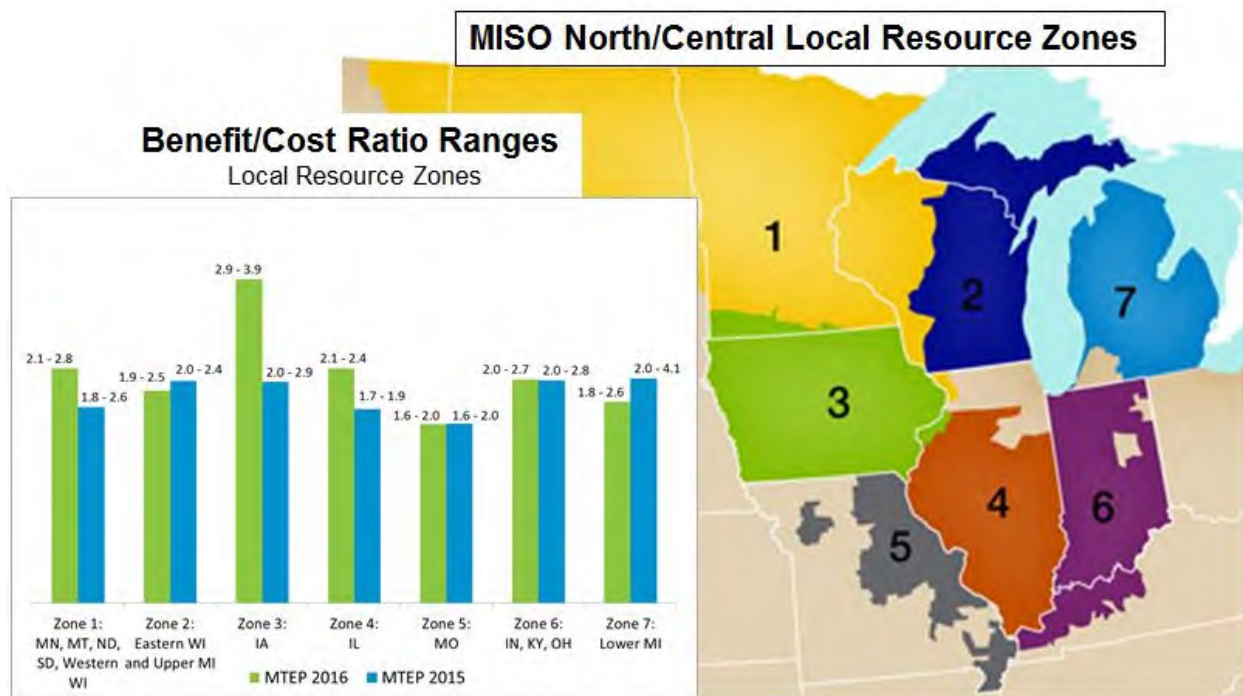 MISO North/Central Local Resource Zones
Benefit/Cost Ratio Ranges
Local Resource Zones
2.1 - 2.8
1.8 - 2.6
1.9 - 2.5
2.0 - 2.4
2.9 - 3.9
2.0 - 2.9
2.1 - 2.4
1.7 - 1.9
1.6 - 2.0
1.6 - 2.0
2.0 - 2.7
2.0 - 2.8
1.8 - 2.6
2.0 - 4.1
Zone 1:
MN, MT, ND,
SD, Western
WI
Zone 2:
Eastern WI
and Upper MI
Zone 3:
IA
Zone 4:
IL
Zone 5:
MO
Zone 6:
IN, KY, OH
Zone 7:
Lower MI
MTEP 2016
MTEP 2015
1
2
7
3
4
6
5